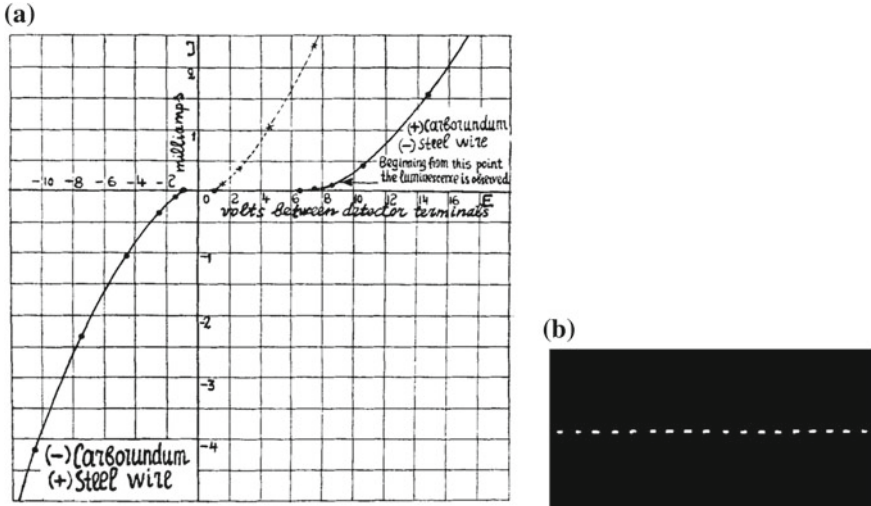 (a)
J
2
1
milliamps
(+) Carborundum
(-) Steel wire
Beginning from this point
the luminescence is observed
-10 -8 -6 -4 -2
0 2 4 6 8 10 12 14 16 E
volts between detector terminals
-1
-2
-3
-4
(-) Carborundum
(+) Steel wire
(b)